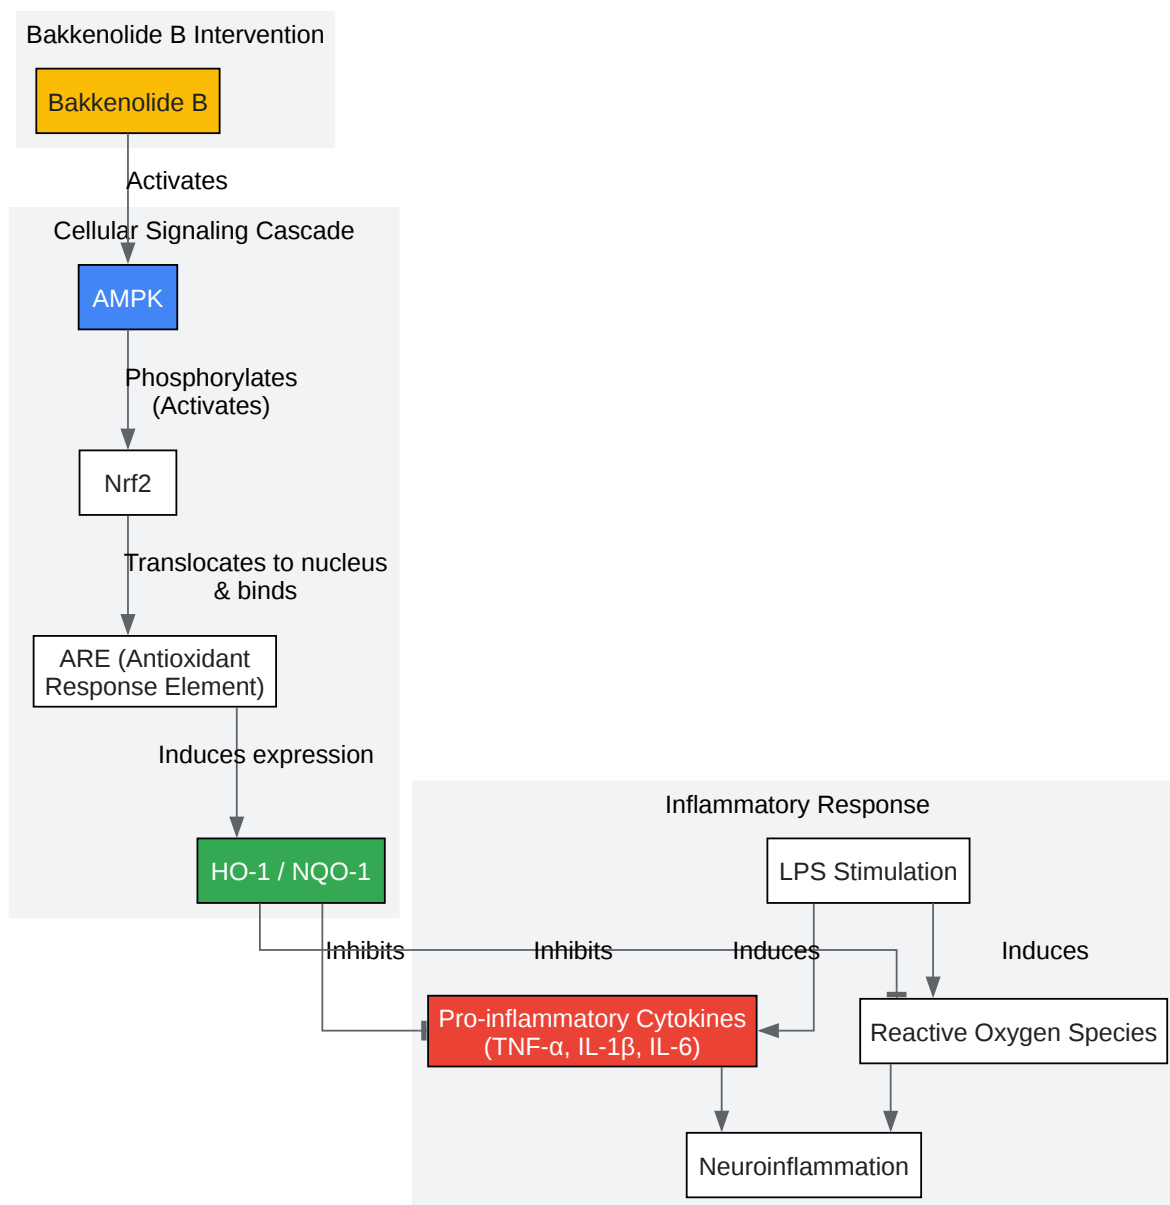 Bakkenolide B Intervention
Bakkenolide B
Activates
Cellular Signaling Cascade
AMPK
Phosphorylates
(Activates)
Nrf2
Translocates to nucleus
& binds
ARE (Antioxidant
Response Element)
Induces expression
Inflammatory Response
HO-1 / NQO-1
LPS Stimulation
Inhibits
Inhibits
Induces
Induces
Pro-inflammatory Cytokines
(TNF-α, IL-1β, IL-6)
Reactive Oxygen Species
Neuroinflammation